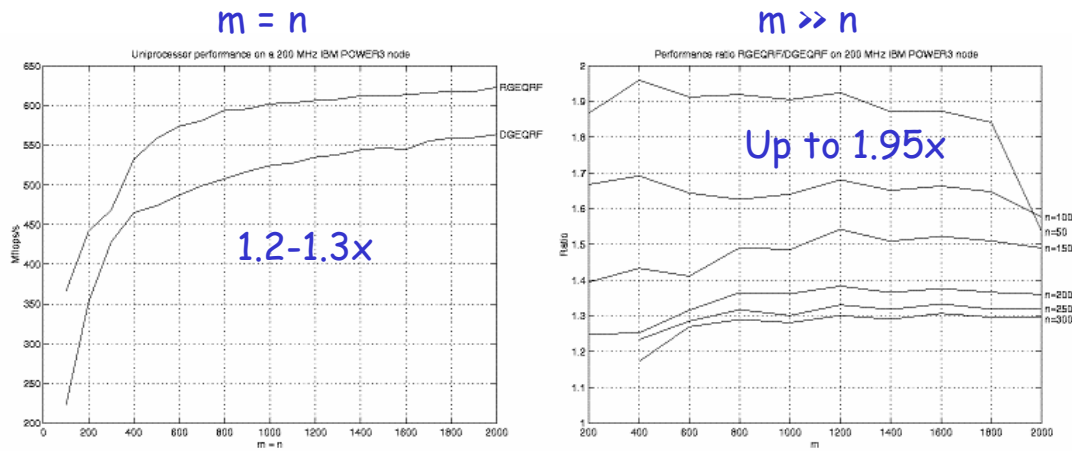 m = n
Uniprocessor performance on a 200 MHz IBM POWER3 node
650
600
550
500
450
400
350
300
250
200
Mflops/s
RGEQRF
DGEQRF
1.2-1.3x
0
200
400
600
800
1000
1200
1400
1600
1800
2000
m = n
m >> n
Performance ratio RGEQRF/DGEQRF on 200 MHz IBM POWER3 node
2
1.9
1.8
1.7
1.6
1.5
1.4
1.3
1.2
1.1
1
Ratio
Up to 1.95x
n=100
n=50
n=150
n=200
n=250
n=300
200
400
600
800
1000
1200
1400
1600
1800
2000
m